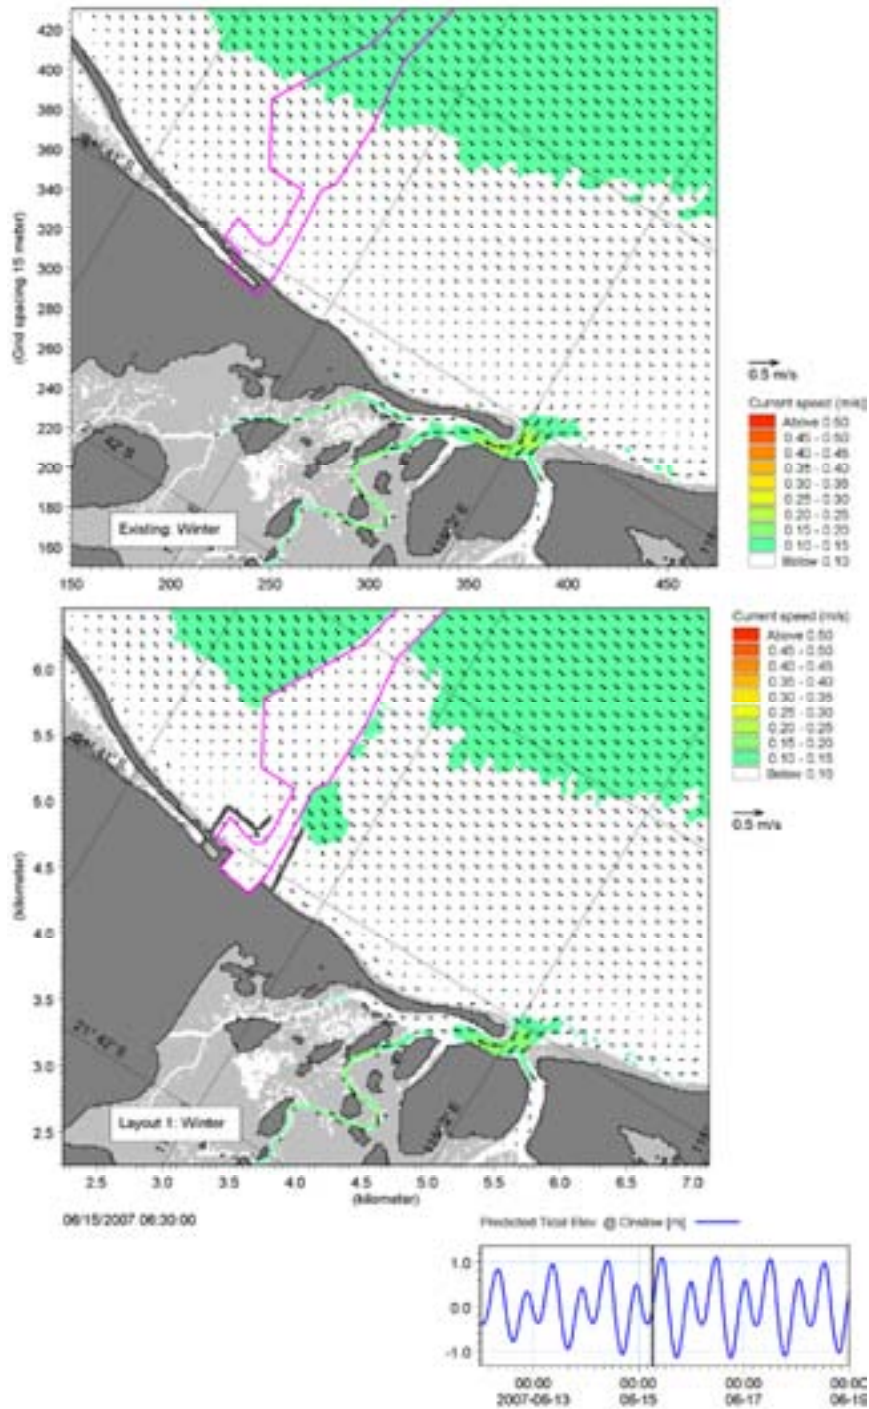 420
400
380
360
340
320
300
280
260
240
220
200
180
160
(Grid spacing 15 meter)
42'S
Existing: Winter
150 200 250 300 350 400 450
0.5 m/s
Current speed (m/s)
Above 0.50
0.45 - 0.50
0.40 - 0.45
0.35 - 0.40
0.30 - 0.35
0.25 - 0.30
0.20 - 0.25
0.15 - 0.20
0.10 - 0.15
Below 0.10
6.0
5.5
5.0
4.5
4.0
3.5
3.0
2.5
(kilometer)
21°42'S
Layout 1: Winter
2.5 3.0 3.5 4.0 4.5 5.0 5.5 6.0 6.5 7.0
(kilometer)
Current speed (m/s)
Above 0.50
0.45 - 0.50
0.40 - 0.45
0.35 - 0.40
0.30 - 0.35
0.25 - 0.30
0.20 - 0.25
0.15 - 0.20
0.10 - 0.15
Below 0.10
0.5 m/s
06/15/2007 06:30:00
Predicted Tidal Elev. @ Onslow [m]
1.0
0.0
-1.0
00:00 00:00 00:00
2007-06-13 06-15 06-17